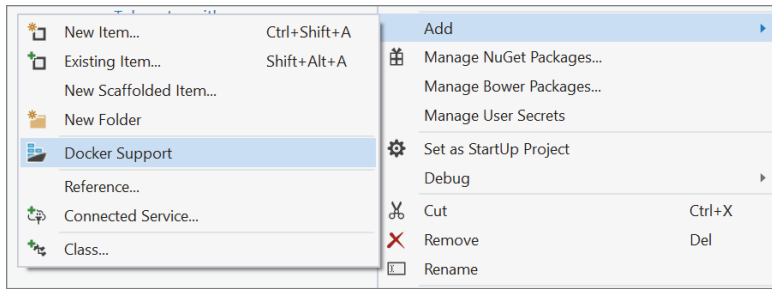 New Item... Ctrl+Shift+A
Existing Item... Shift+Alt+A
New Scaffolded Item...
New Folder
Docker Support
Reference...
Connected Service...
Class...
Add
Manage NuGet Packages...
Manage Bower Packages...
Manage User Secrets
Set as StartUp Project
Debug
Cut Ctrl+X
Remove Del
Rename